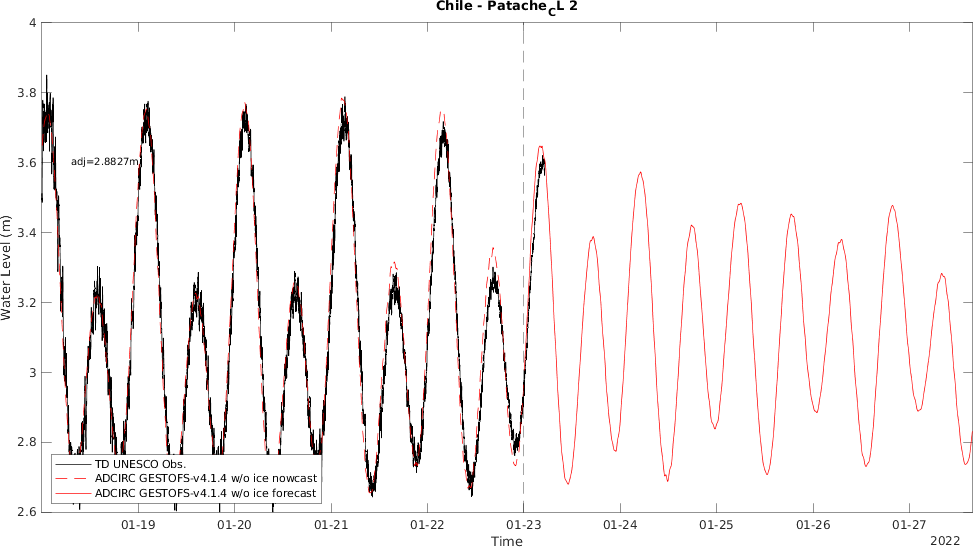 Chile - Patache_CL 2
4
3.8
3.6
3.4
3.2
3
2.8
2.6
Water Level (m)
adj=2.8827m
TD UNESCO Obs.
ADCIRC GESTOFS-v4.1.4 w/o ice nowcast
ADCIRC GESTOFS-v4.1.4 w/o ice forecast
01-19 01-20 01-21 01-22 01-23 01-24 01-25 01-26 01-27
Time
2022